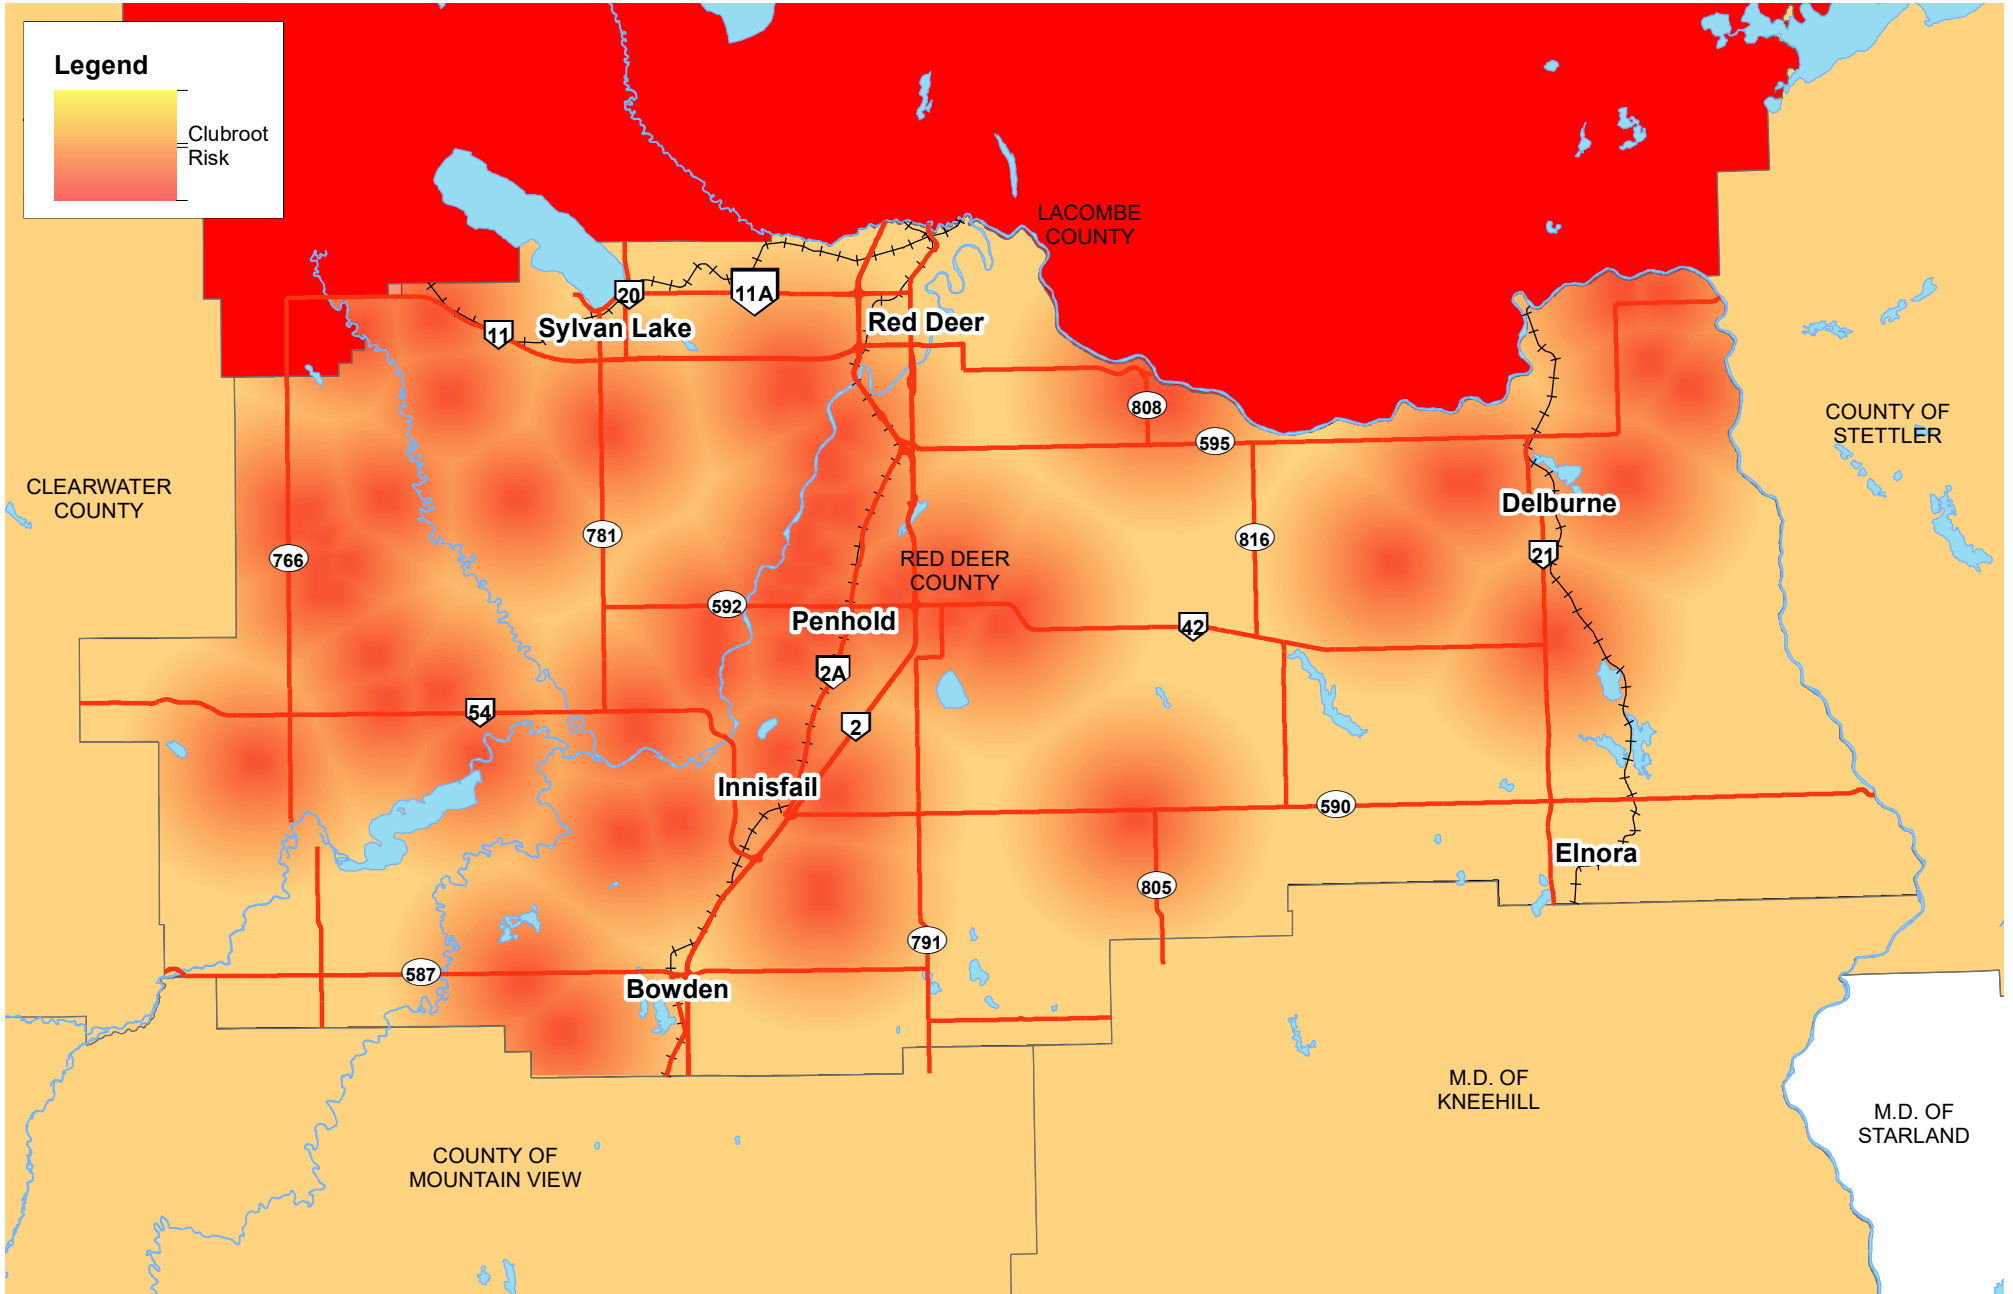 Legend
Clubroot
Risk
LACOMBE
COUNTY
20
11A
11
Sylvan Lake
Red Deer
808
595
COUNTY OF
STETTLER
CLEARWATER
COUNTY
Delburne
766
781
816
21
RED DEER
COUNTY
592
Penhold
42
2A
54
2
Innisfail
590
Elnora
805
791
587
Bowden
M.D. OF
KNEEHILL
M.D. OF
STARLAND
COUNTY OF
MOUNTAIN VIEW